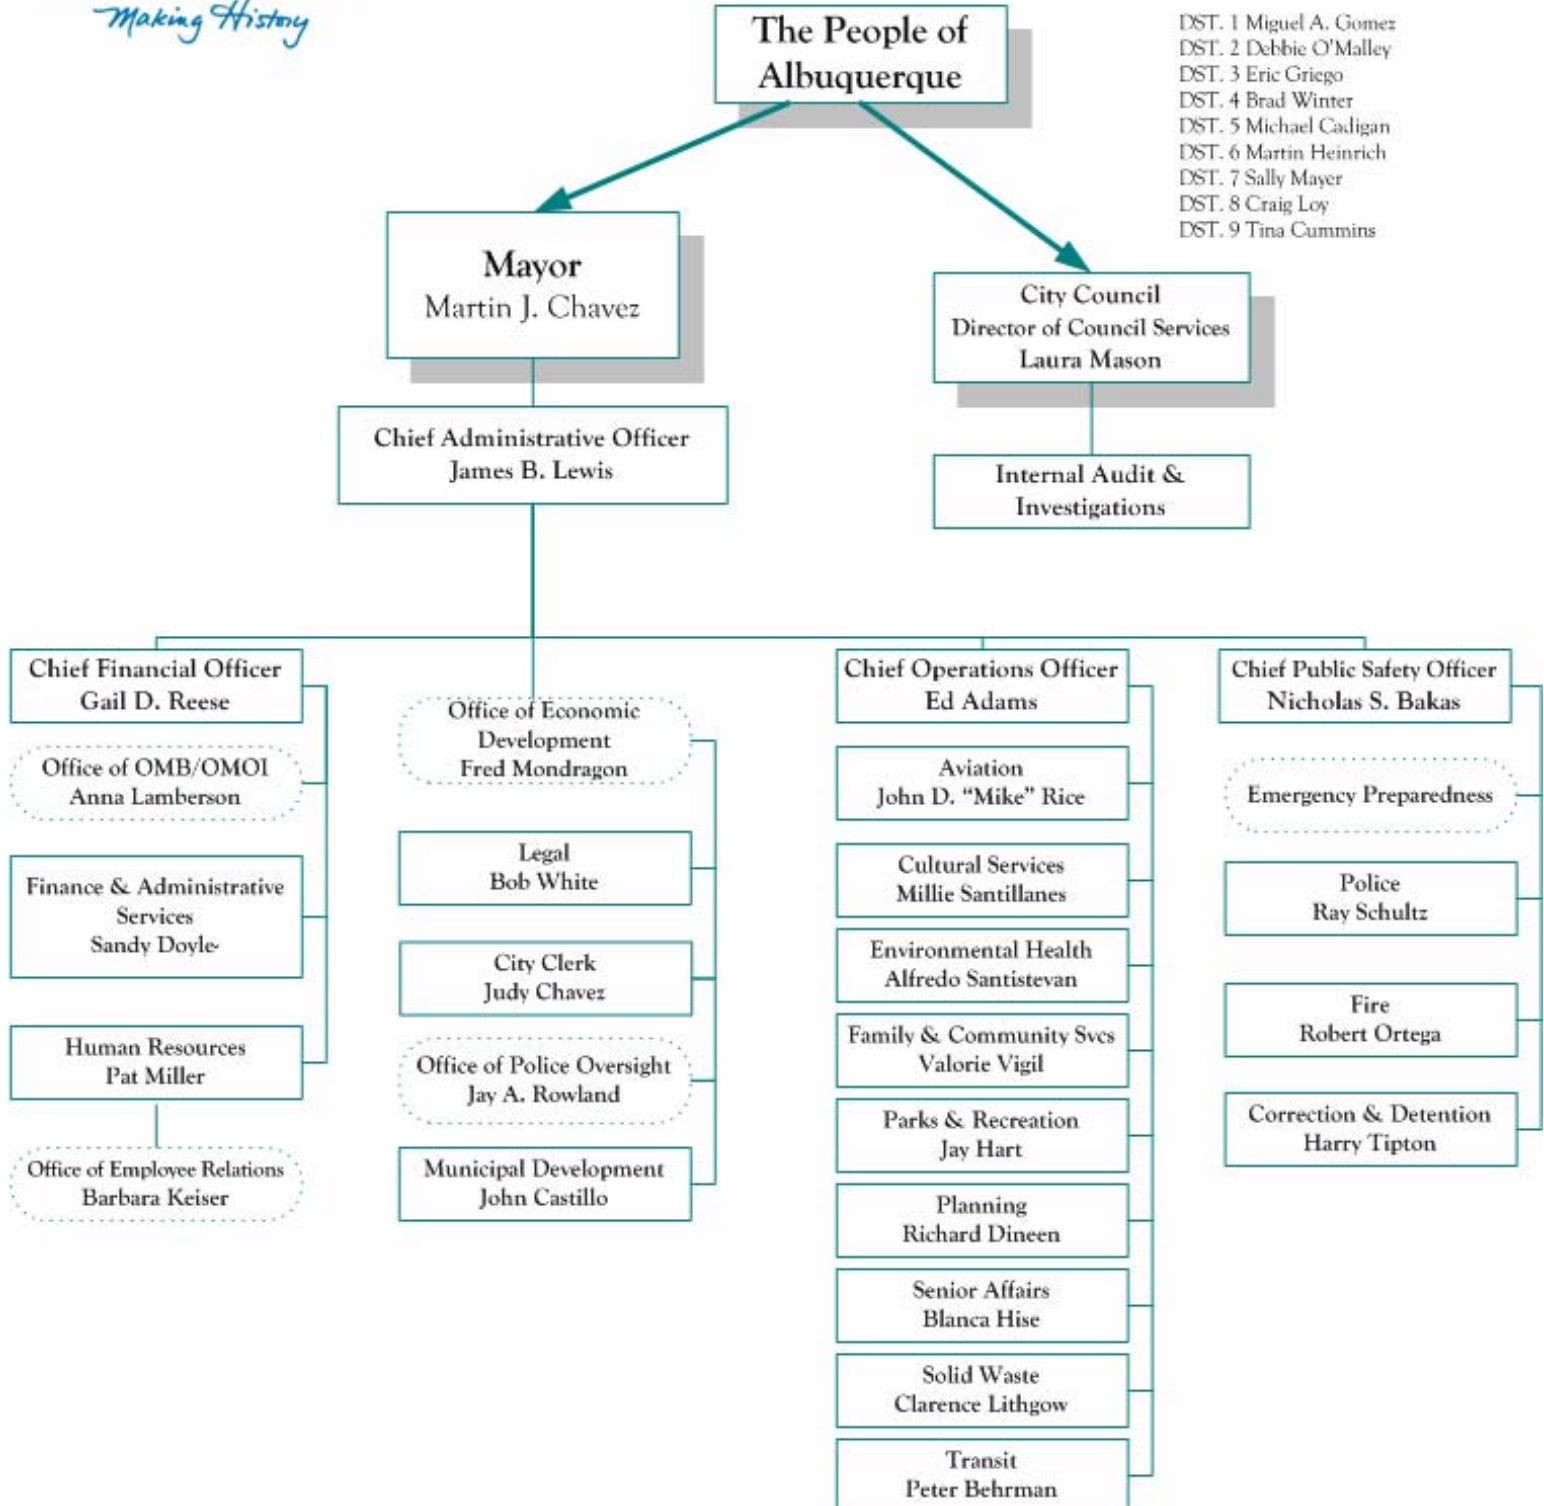 Making History
The People of
Albuquerque
DST. 1 Miguel A. Gomez
DST. 2 Debbie O'Malley
DST. 3 Eric Griego
DST. 4 Brad Winter
DST. 5 Michael Cadigan
DST. 6 Martin Heinrich
DST. 7 Sally Mayer
DST. 8 Craig Loy
DST. 9 Tina Cummins
Mayor
Martin J. Chavez
City Council
Director of Council Services
Laura Mason
Chief Administrative Officer
James B. Lewis
Internal Audit &
Investigations
Chief Financial Officer
Gail D. Reese
Office of OMB/OMOI
Anna Lamberson
Finance & Administrative
Services
Sandy Doyle
Human Resources
Pat Miller
Office of Employee Relations
Barbara Keiser
Office of Economic
Development
Fred Mondragon
Legal
Bob White
City Clerk
Judy Chavez
Office of Police Oversight
Jay A. Rowland
Municipal Development
John Castillo
Chief Operations Officer
Ed Adams
Aviation
John D. “Mike” Rice
Cultural Services
Millie Santillanes
Environmental Health
Alfredo Santistevan
Family & Community Svcs
Valorie Vigil
Parks & Recreation
Jay Hart
Planning
Richard Dineen
Senior Affairs
Blanca Hise
Solid Waste
Clarence Lithgow
Transit
Peter Behrman
Chief Public Safety Officer
Nicholas S. Bakas
Emergency Preparedness
Police
Ray Schultz
Fire
Robert Ortega
Correction & Detention
Harry Tipton